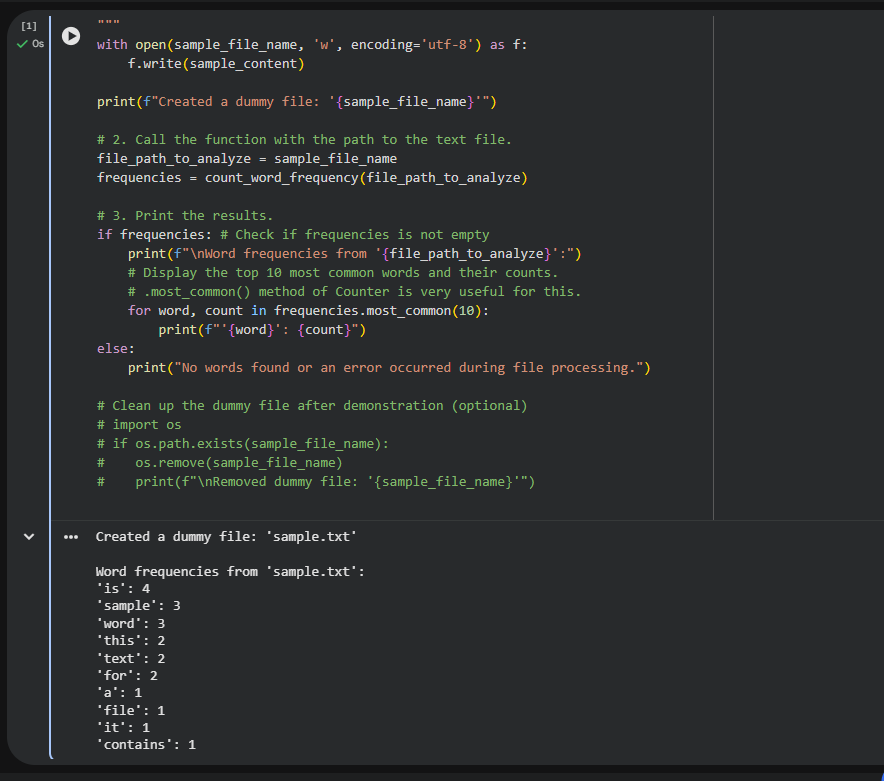 [1]
0s
"""
with open(sample_file_name, 'w', encoding='utf-8') as f:
    f.write(sample_content)

print(f"Created a dummy file: '{sample_file_name}'")

# 2. Call the function with the path to the text file.
file_path_to_analyze = sample_file_name
frequencies = count_word_frequency(file_path_to_analyze)

# 3. Print the results.
if frequencies: # Check if frequencies is not empty
    print(f"\nWord frequencies from '{file_path_to_analyze}':")
    # Display the top 10 most common words and their counts.
    # .most_common() method of Counter is very useful for this.
    for word, count in frequencies.most_common(10):
        print(f"'{word}': {count}")
else:
    print("No words found or an error occurred during file processing.")

# Clean up the dummy file after demonstration (optional)
# import os
# if os.path.exists(sample_file_name):
#    os.remove(sample_file_name)
#    print(f"\nRemoved dummy file: '{sample_file_name}'")

Created a dummy file: 'sample.txt'

Word frequencies from 'sample.txt':
'is': 4
'sample': 3
'word': 3
'this': 2
'text': 2
'for': 2
'a': 1
'file': 1
'it': 1
'contains': 1